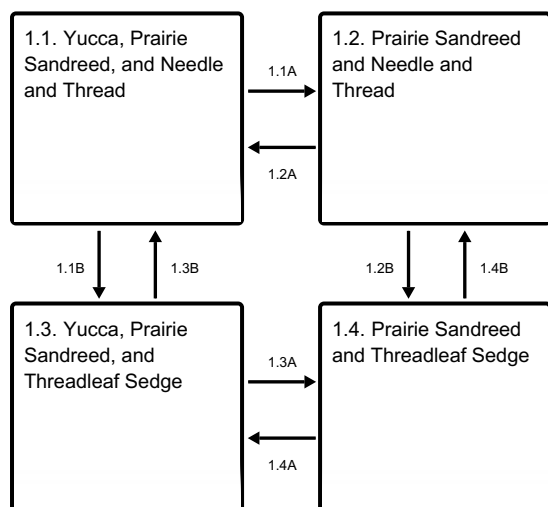 1.1. Yucca, Prairie
Sandreed, and Needle
and Thread
1.1A
1.2. Prairie Sandreed
and Needle and
Thread
1.2A
1.1B
1.3B
1.2B
1.4B
1.3. Yucca, Prairie
Sandreed, and
Threadleaf Sedge
1.3A
1.4. Prairie Sandreed
and Threadleaf Sedge
1.4A